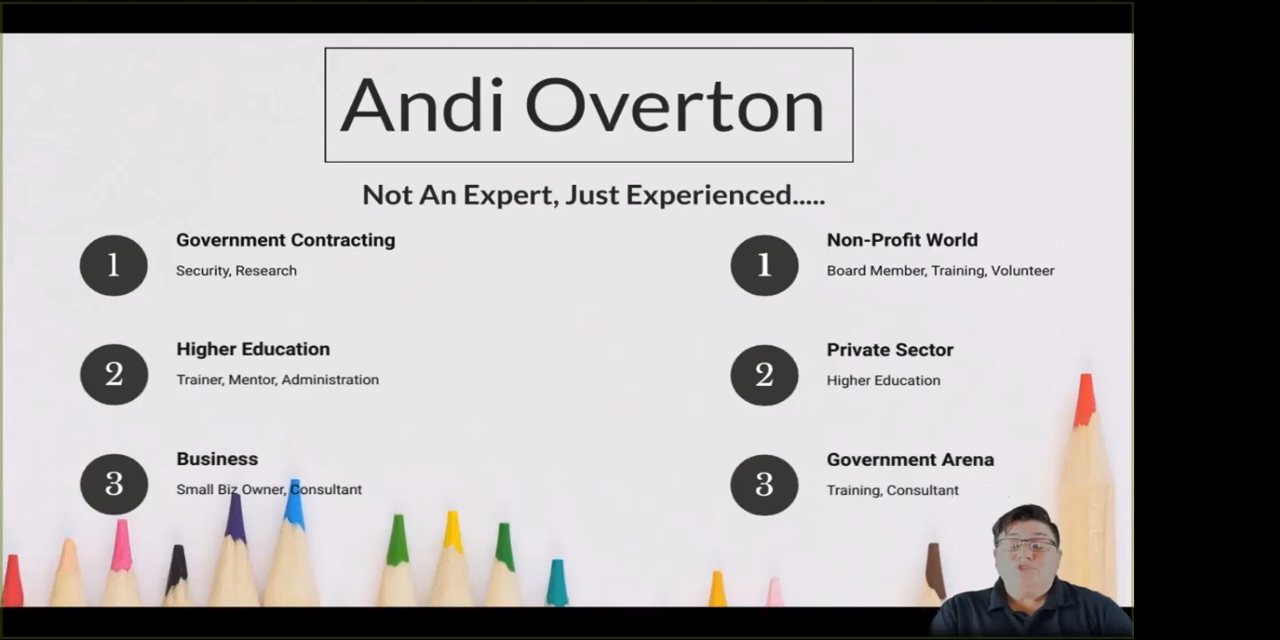 Andi Overton
Not An Expert, Just Experienced.....
1
Government Contracting
Security, Research
2
Higher Education
Trainer, Mentor, Administration
3
Business
Small Biz Owner, Consultant
1
Non-Profit World
Board Member, Training, Volunteer
2
Private Sector
Higher Education
3
Government Arena
Training, Consultant